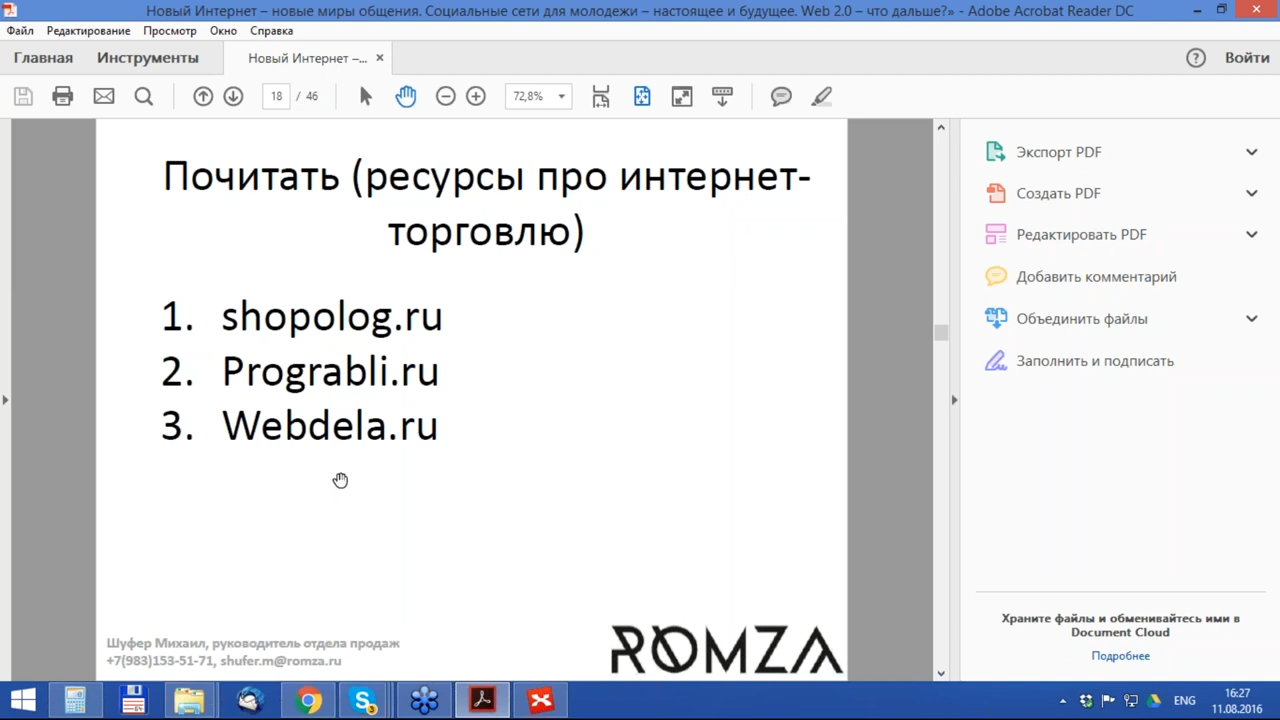 Новый Интернет – новые миры общения. Социальные сети для молодежи – настоящее и будущее. Web 2.0 – что дальше?» - Adobe Acrobat Reader DC
Файл Редактирование Просмотр Окно Справка
Главная Инструменты Новый Интернет –... × Войти
18 / 46 72,8%
Почитать (ресурсы про интернет-
торговлю)
1. shopolog.ru
2. Prograbli.ru
3. Webdela.ru
Шуфер Михаил, руководитель отдела продаж
+7(983)153-51-71, shufer.m@romza.ru
ROMZA
Экспорт PDF
Создать PDF
Редактировать PDF
Добавить комментарий
Объединить файлы
Заполнить и подписать
Храните файлы и обменивайтесь ими в
Document Cloud
Подробнее
ENG
16:27
11.08.2016